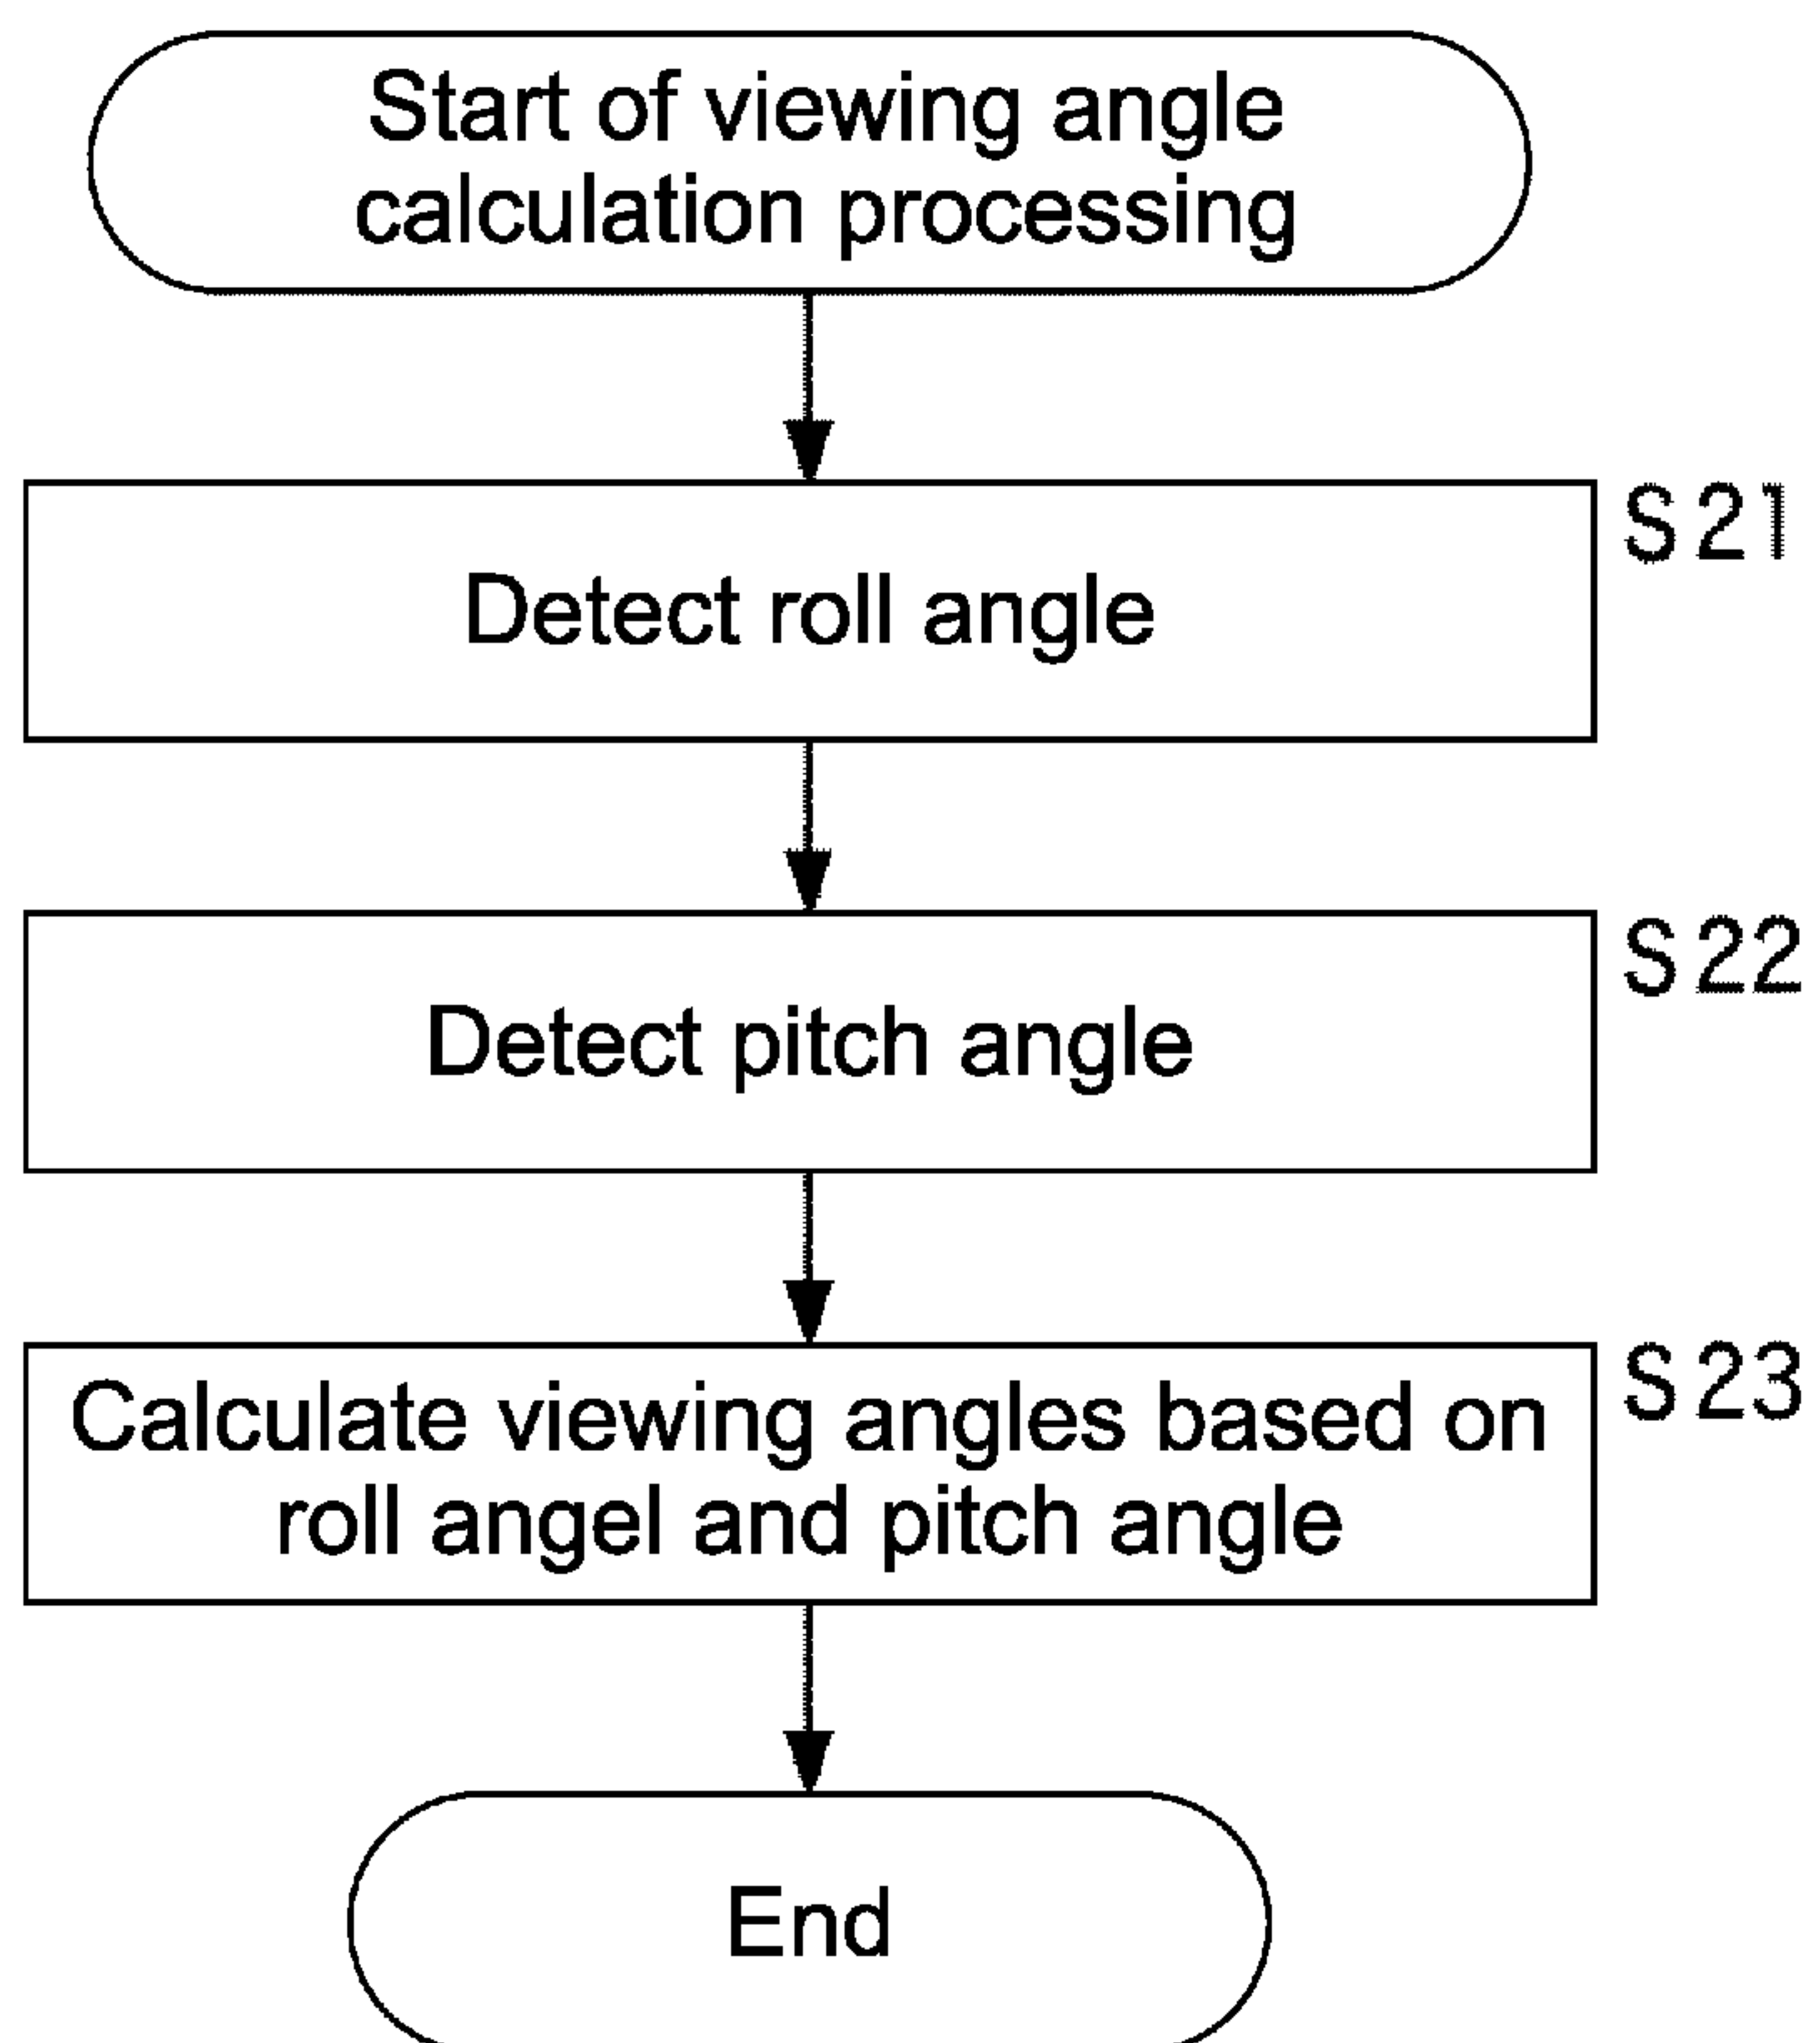 Start of viewing angle
calculation processing
S21
Detect roll angle
S22
Detect pitch angle
S23
Calculate viewing angles based on
roll angel and pitch angle
End